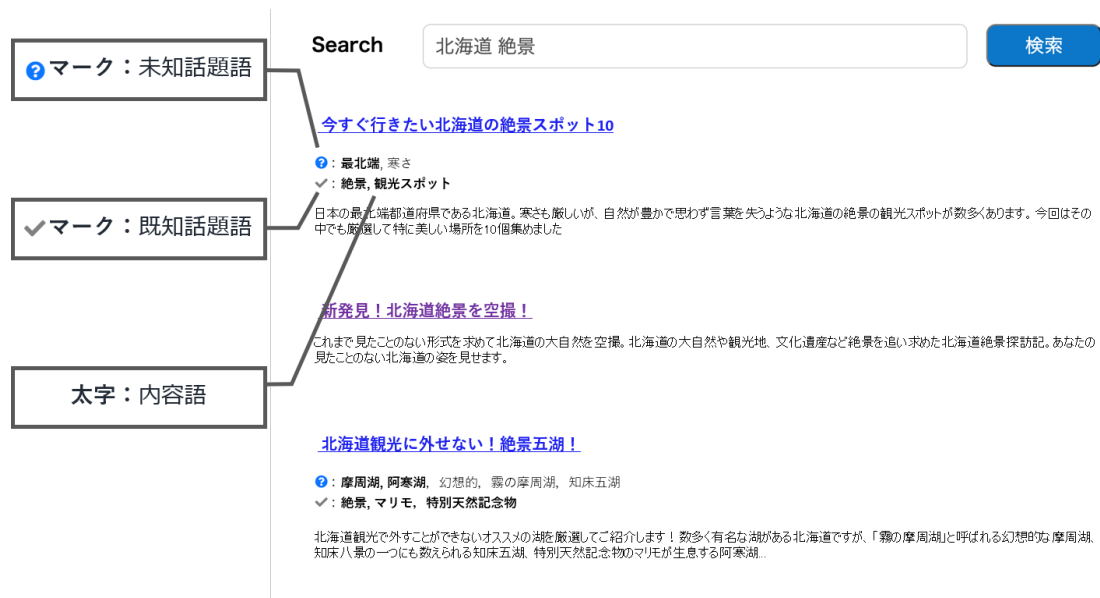 Search
北海道 絶景
検索
?マーク：未知話題語
✓マーク：既知話題語
太字：内容語
今すぐ行きたい北海道の絶景スポット10
?：最北端, 寒さ
✓：絶景, 観光スポット
日本の最北端都道府県である北海道。寒さも厳しいが、自然が豊かで思わず言葉を失うような北海道の絶景の観光スポットが数多くあります。今回はその
中でも厳選して特に美しい場所を10個集めました
新発見！北海道絶景を空撮！
これまで見たことのない形式を求めて北海道の大自然を空撮。北海道の大自然や観光地、文化遺産など絶景を追い求めた北海道絶景探訪記。あなたの
見たことのない北海道の姿を見せます。
北海道観光に外せない！絶景五湖！
?：摩周湖, 阿寒湖, 幻想的, 霧の摩周湖, 知床五湖
✓：絶景, マリモ, 特別天然記念物
北海道観光で外すことができないオススメの湖を厳選してご紹介します！数多く有名な湖がある北海道ですが、「霧の摩周湖」と呼ばれる幻想的な摩周湖、
知床八景の一つにも数えられる知床五湖、特別天然記念物のマリモが生息する阿寒湖...